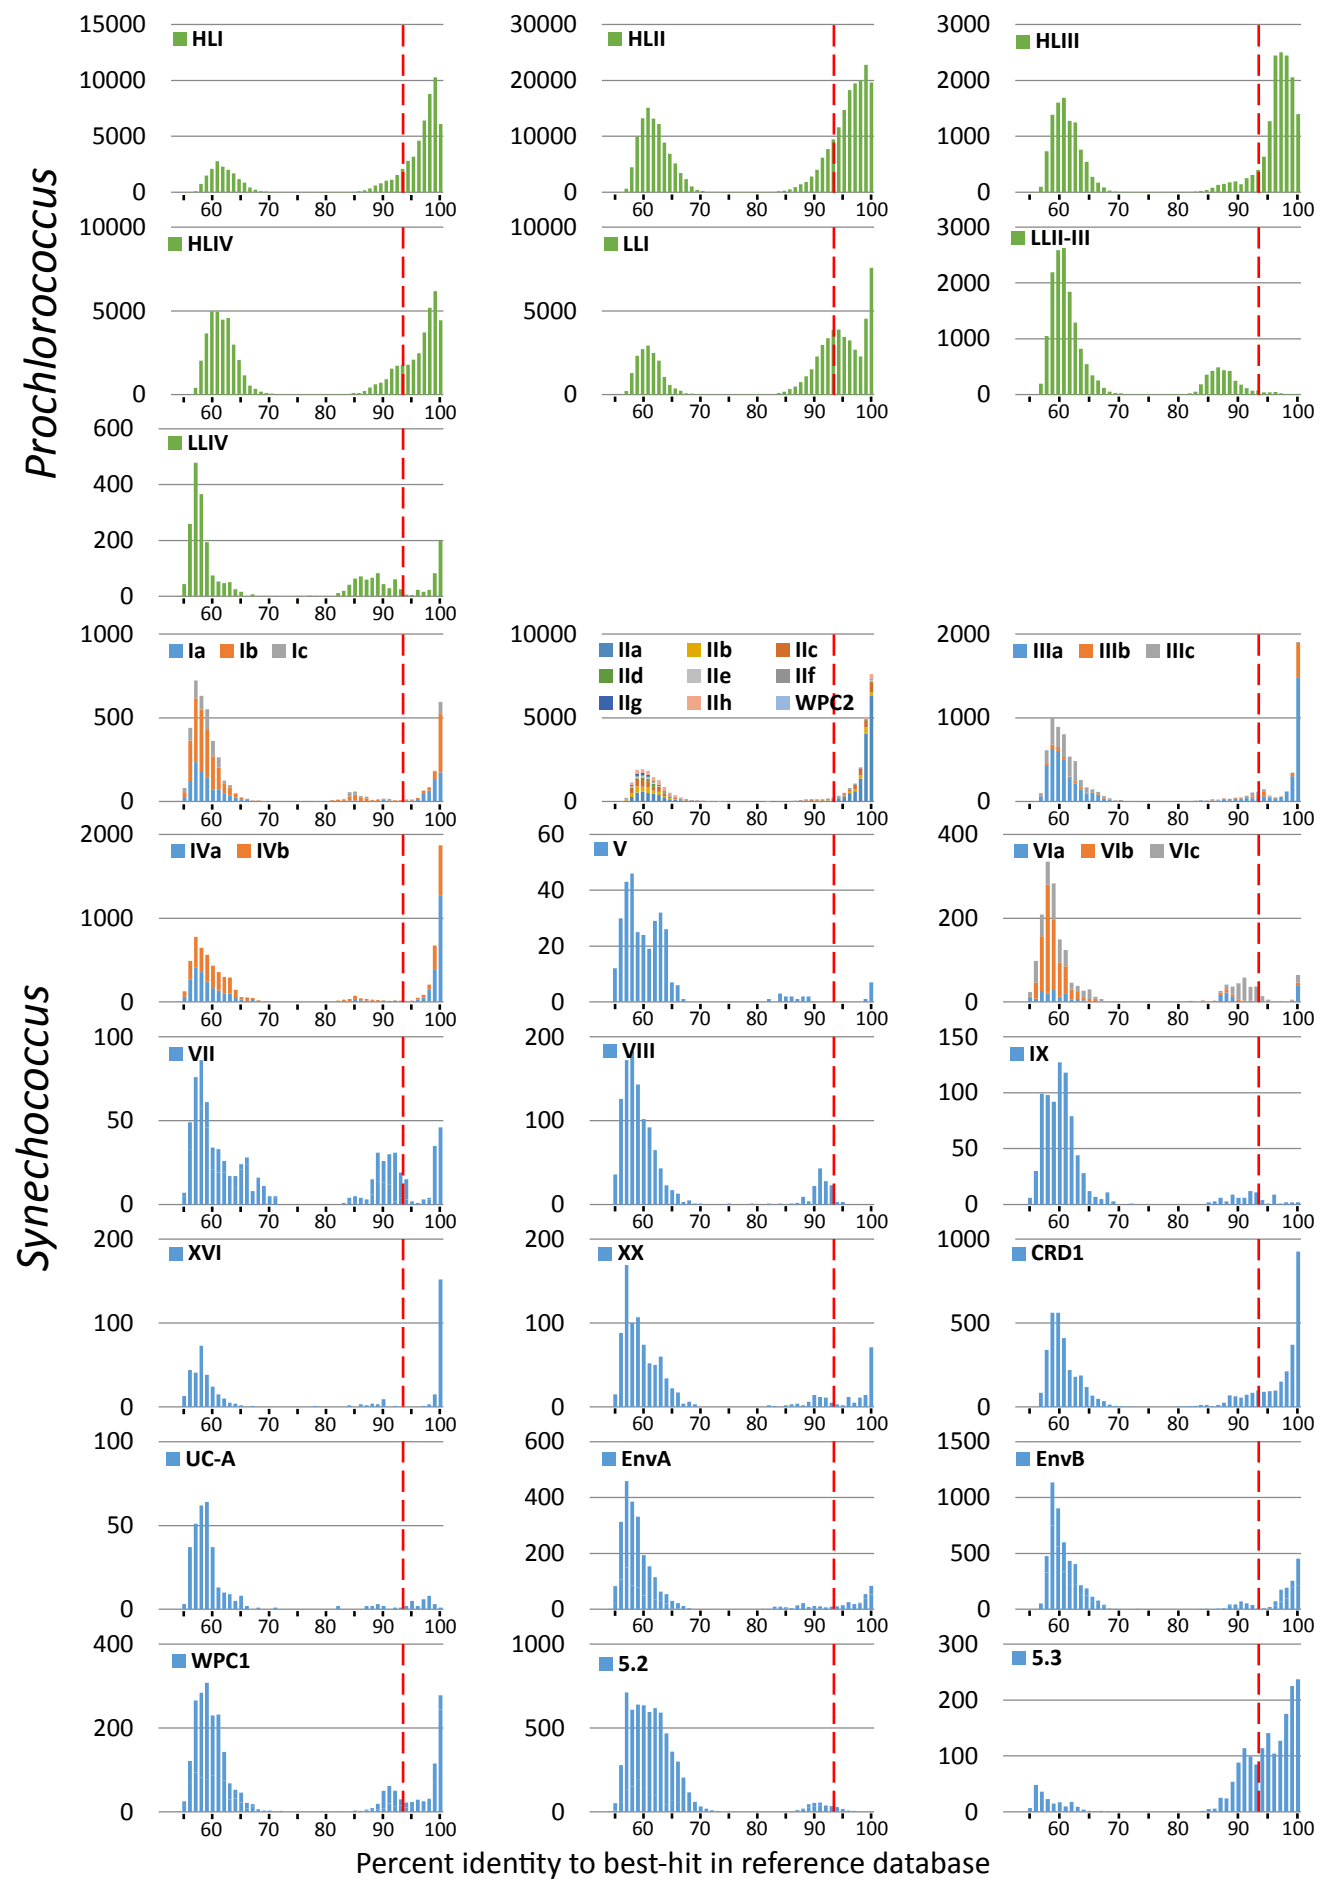 Prochlorococcus
15000
10000
5000
0
HLI
60 70 80 90 100
30000
20000
10000
0
HLII
60 70 80 90 100
3000
2000
1000
0
HLIII
60 70 80 90 100
10000
5000
0
HLIV
60 70 80 90 100
10000
5000
0
LLI
60 70 80 90 100
3000
2000
1000
0
LLII-III
60 70 80 90 100
600
400
200
0
LLIV
60 70 80 90 100
Synechococcus
1000
500
0
Ia Ib Ic
60 70 80 90 100
10000
5000
0
IIa IIb IIc
IId IIe IIf
IIg IIh WPC2
60 70 80 90 100
2000
1000
0
IIIa IIIb IIIc
60 70 80 90 100
2000
1000
0
IVa IVb
60 70 80 90 100
60
40
20
0
V
60 70 80 90 100
400
200
0
VIa VIb VIc
60 70 80 90 100
100
50
0
VII
60 70 80 90 100
200
100
0
VIII
60 70 80 90 100
150
100
50
0
IX
60 70 80 90 100
200
100
0
XVI
60 70 80 90 100
200
100
0
XX
60 70 80 90 100
1000
500
0
CRD1
60 70 80 90 100
100
50
0
UC-A
60 70 80 90 100
600
400
200
0
EnvA
60 70 80 90 100
1500
1000
500
0
EnvB
60 70 80 90 100
400
200
0
WPC1
60 70 80 90 100
1000
500
0
5.2
60 70 80 90 100
300
200
100
0
5.3
60 70 80 90 100
Percent identity to best-hit in reference database